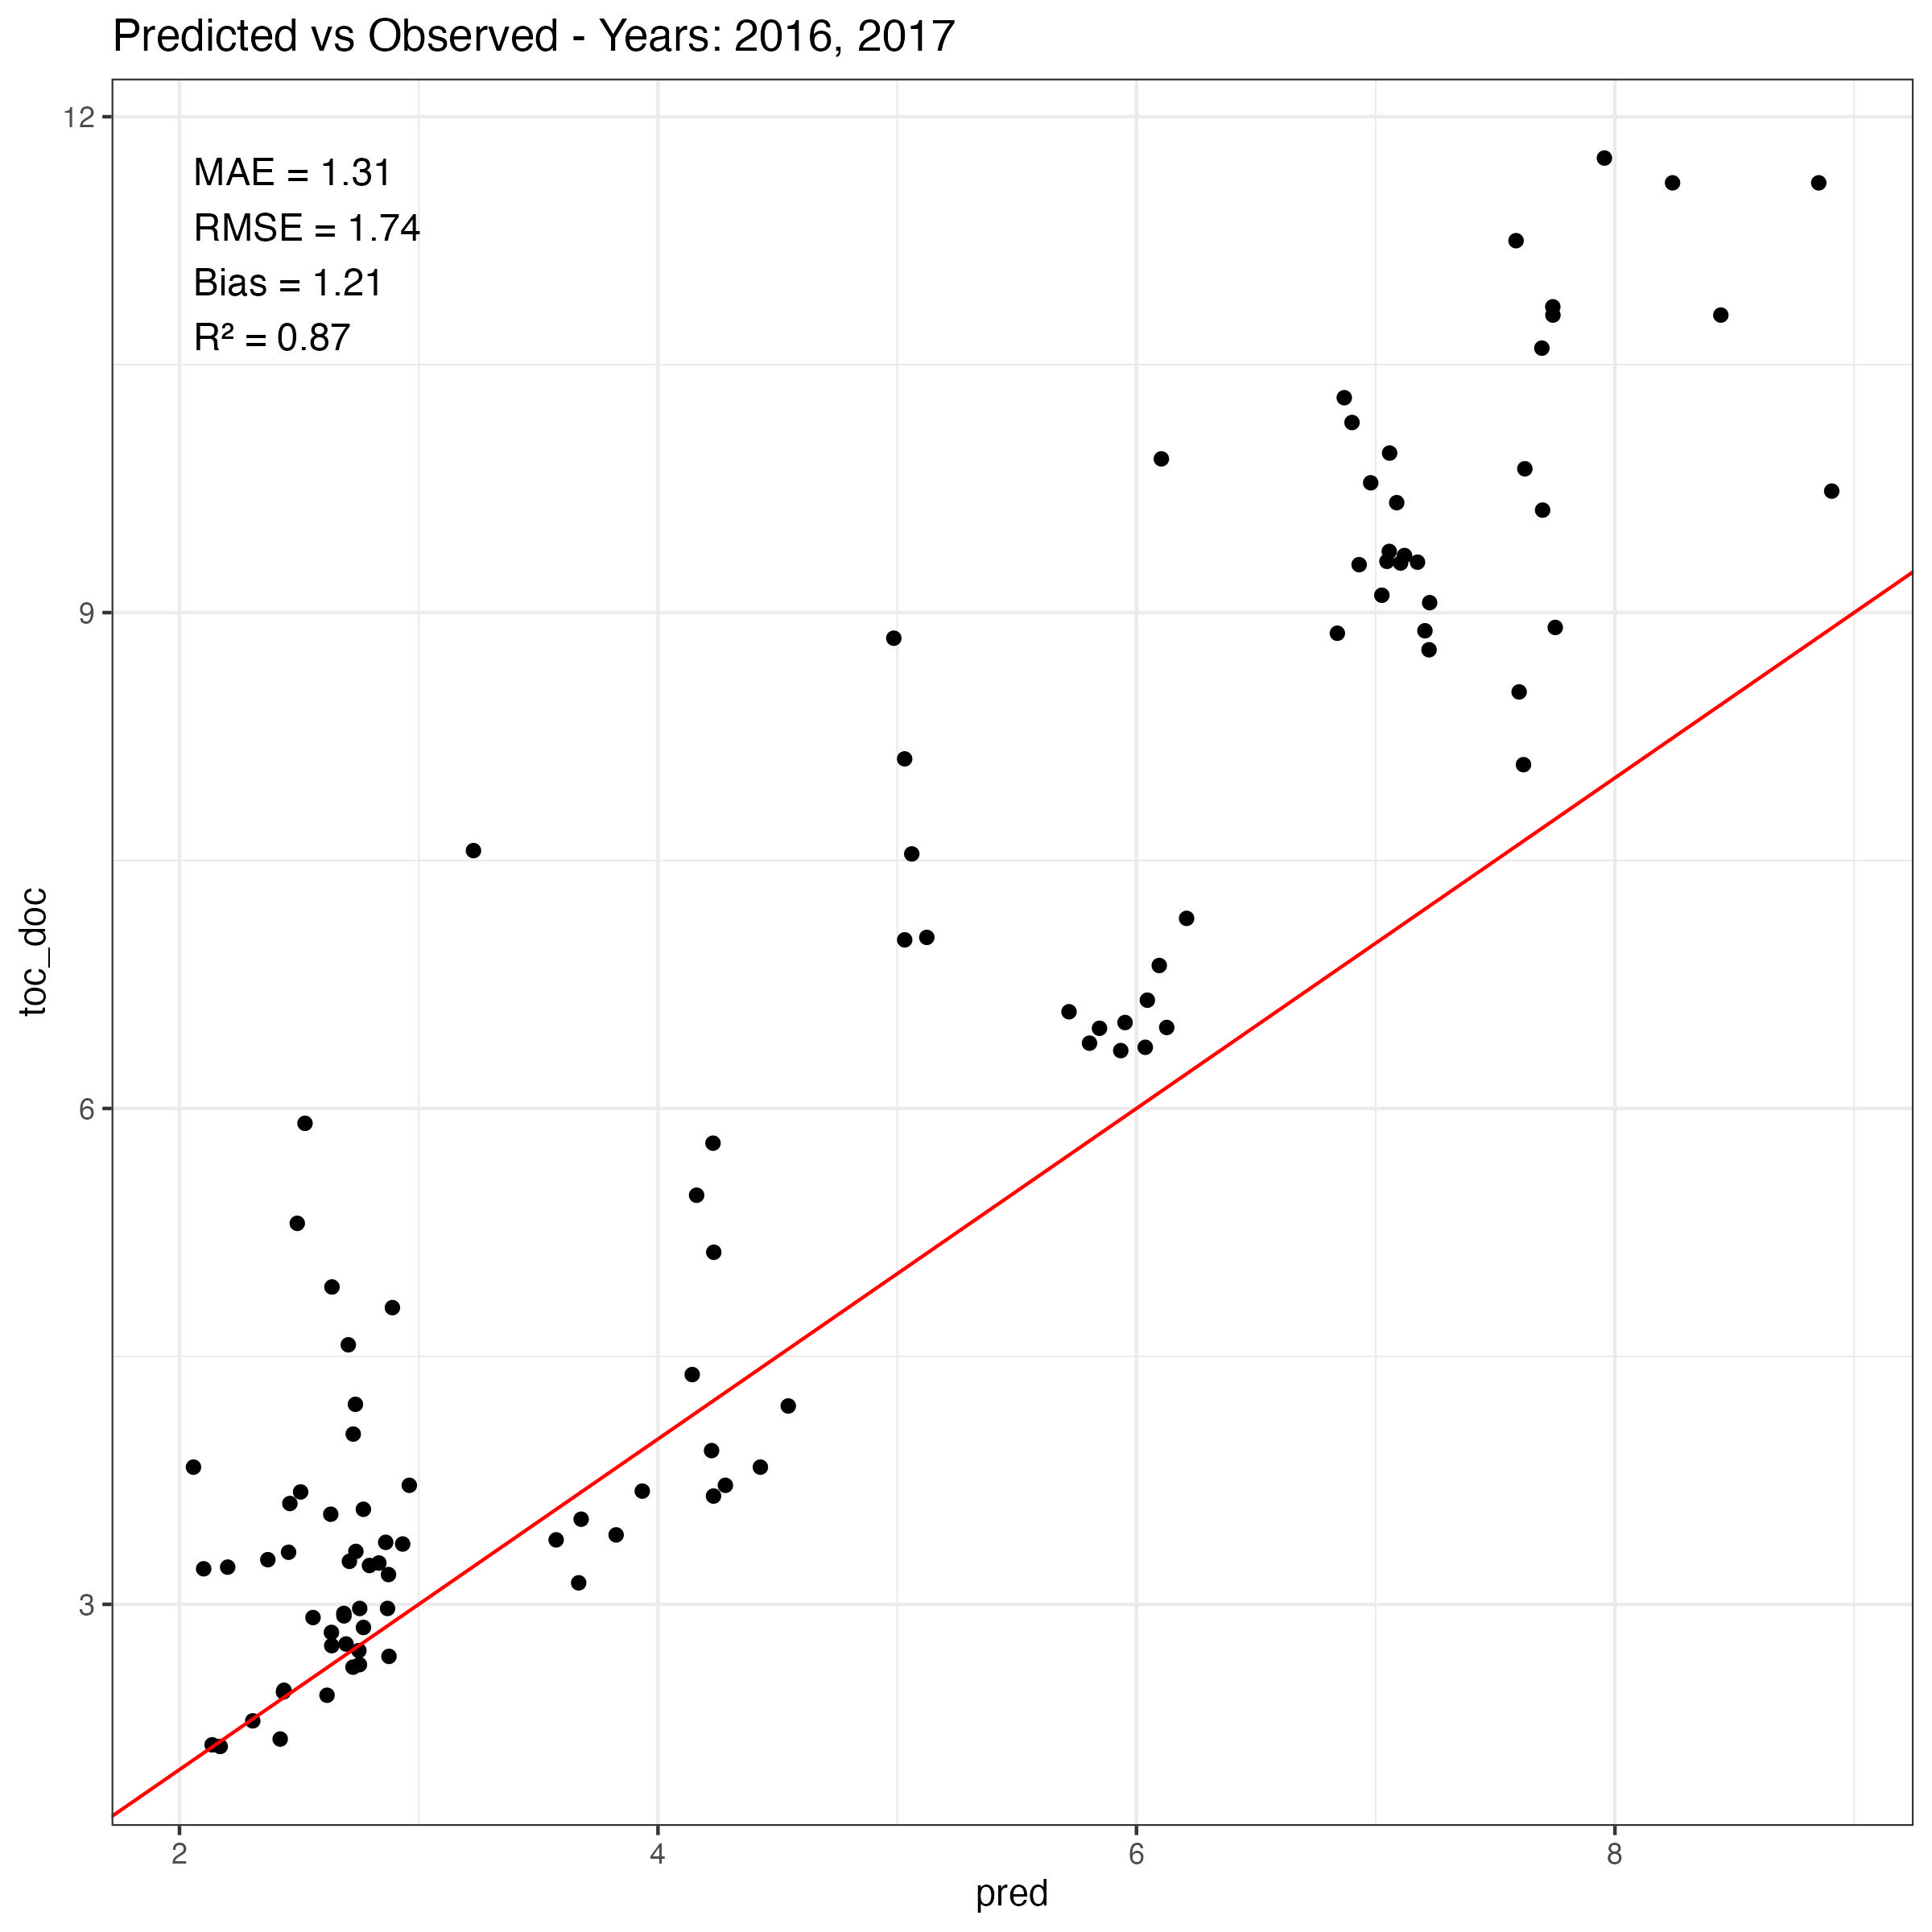 Predicted vs Observed - Years: 2016, 2017
12
MAE = 1.31
RMSE = 1.74
Bias = 1.21
R² = 0.87
9
toc_doc
6
3
2 4 6 8
pred